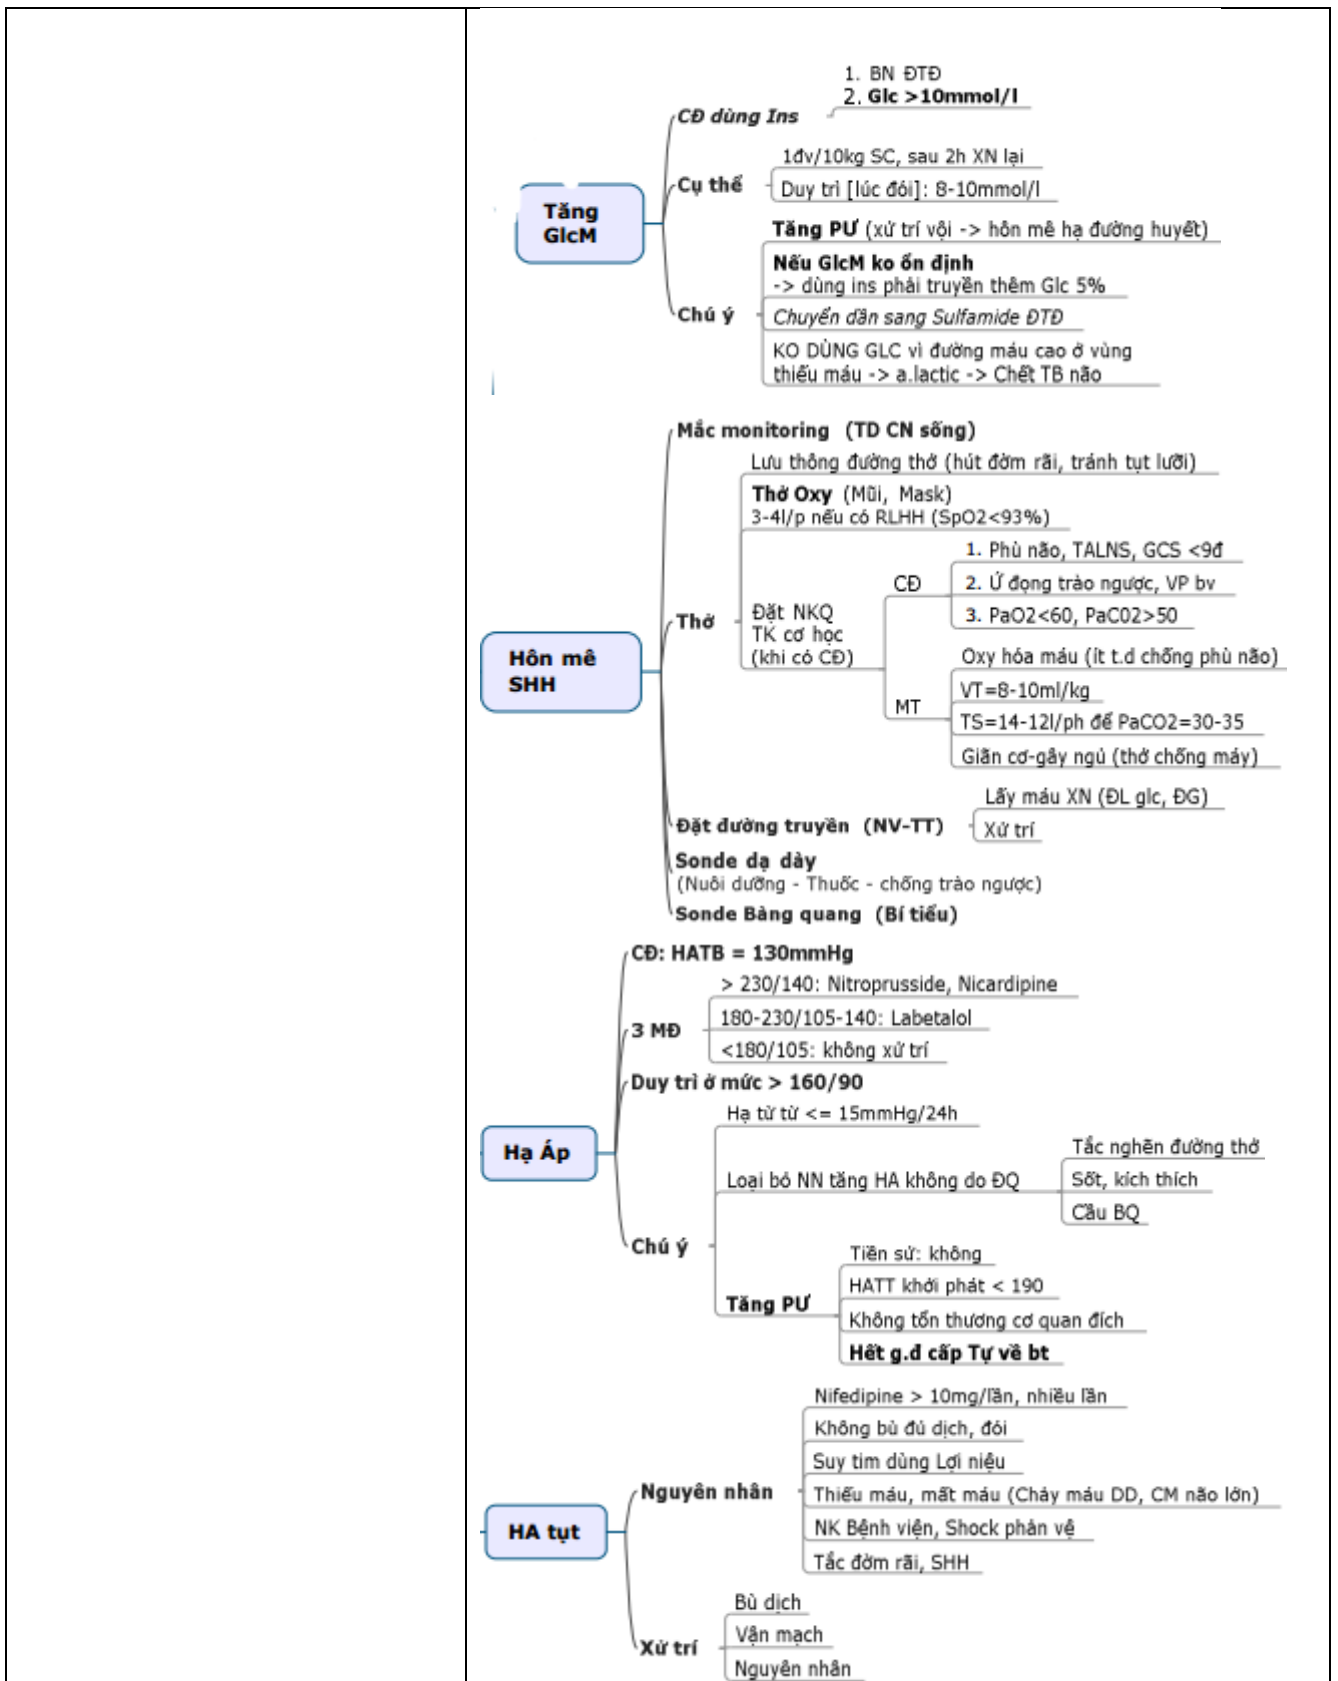 Tăng
GlcM
CĐ dùng Ins
1. BN ĐTĐ
2. Glc >10mmol/l
Cụ thể
1đv/10kg SC, sau 2h XN lại
Duy trì [lúc đói]: 8-10mmol/l
Chú ý
Tăng PƯ (xử trí vội -> hôn mê hạ đường huyết)
Nếu GlcM ko ổn định
-> dùng ins phải truyền thêm Glc 5%
Chuyển dần sang Sulfamide ĐTĐ
KO DÙNG GLC vì đường máu cao ở vùng
thiếu máu -> a.lactic -> Chết TB não
Hôn mê
SHH
Mắc monitoring (TD CN sống)
Thở
Lưu thông đường thở (hút đờm rãi, tránh tụt lưỡi)
Thở Oxy (Mũi, Mask)
3-4l/p nếu có RLHH (SpO2<93%)
Đặt NKQ
TK cơ học
(khi có CĐ)
CĐ
1. Phù não, TALNS, GCS <9đ
2. Ứ đọng trào ngược, VP bv
3. PaO2<60, PaC02>50
MT
Oxy hóa máu (ít t.d chống phù não)
VT=8-10ml/kg
TS=14-12l/ph để PaCO2=30-35
Giãn cơ-gây ngủ (thở chống máy)
Đặt đường truyền (NV-TT)
Lấy máu XN (ĐL glc, ĐG)
Xử trí
Sonde dạ dày
(Nuôi dưỡng - Thuốc - chống trào ngược)
Sonde Bàng quang (Bí tiểu)
Hạ Áp
CĐ: HATB = 130mmHg
3 MĐ
> 230/140: Nitroprusside, Nicardipine
180-230/105-140: Labetalol
<180/105: không xử trí
Duy trì ở mức > 160/90
Chú ý
Hạ từ từ <= 15mmHg/24h
Loại bỏ NN tăng HA không do ĐQ
Tắc nghẽn đường thở
Sốt, kích thích
Cầu BQ
Tăng PƯ
Tiền sử: không
HATT khởi phát < 190
Không tổn thương cơ quan đích
Hết g.đ cấp Tự về bt
HA tụt
Nguyên nhân
Nifedipine > 10mg/lần, nhiều lần
Không bù đủ dịch, đói
Suy tim dùng Lợi niệu
Thiếu máu, mất máu (Chảy máu DD, CM não lớn)
NK Bệnh viện, Shock phản vệ
Tắc đờm rãi, SHH
Xử trí
Bù dịch
Vận mạch
Nguyên nhân